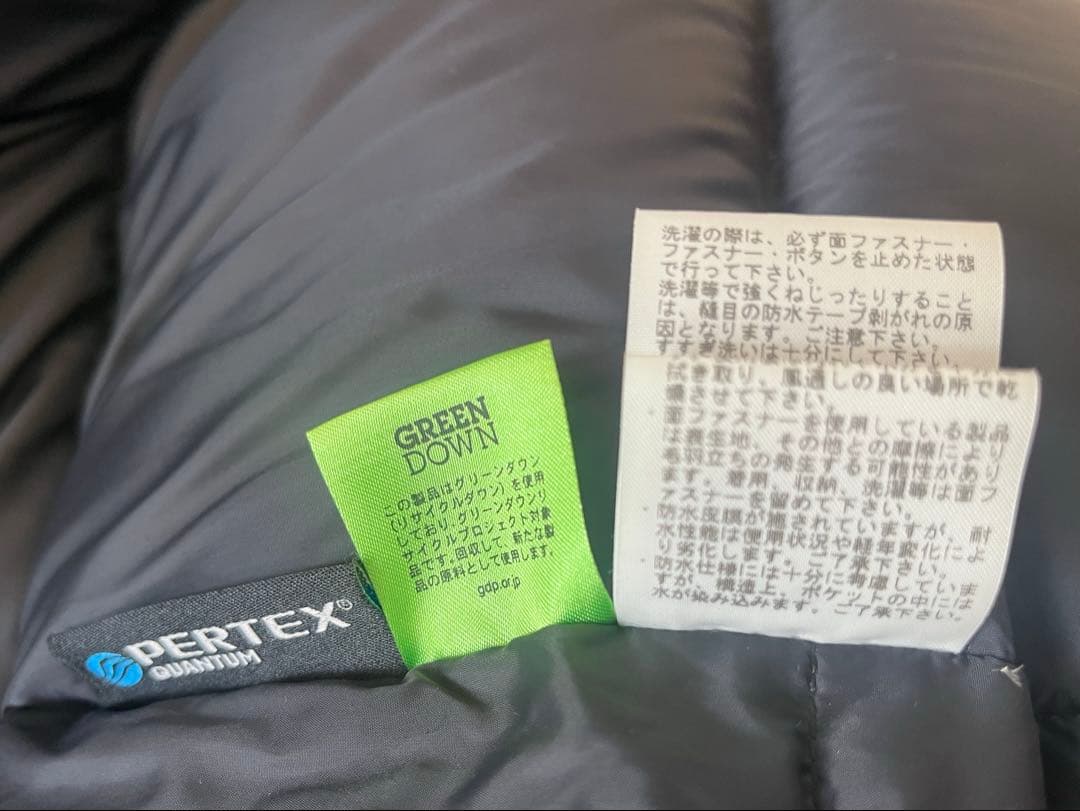 PERTEX®
QUANTUM
GREEN
DOWN
この製品はグリーンダウン
(リサイクルダウン)を使用
しており、グリーンダウンリ
サイクルプロジェクト対象
品です。回収して、新たな製
品の原料として使用します。
gdp.or.jp
洗濯の際は、必ず面ファスナー・
ファスナー・ボタンを止めた状態
で行って下さい。
洗濯等で強くねじったりすること
は、縫目の防水テープ剥がれの原
因となります。ご注意下さい。
すすぎ洗いは十分にして下さい。
拭き取り、風通しの良い場所で乾
燥させて下さい。
・面ファスナーを使用している製品
は表生地、その他との摩擦により
毛羽立ちの発生する可能性があり
ます。着用、収納、洗濯等は面フ
ァスナーを留めて下さい。
・防水皮膜が施されていますが、耐
水性能は使用状況や経年変化によ
り劣化します。ご了承下さい。
・防水仕様には十分に考慮していま
すが、構造上、ポケットの中には
水が染み込みます。ご了承下さい。